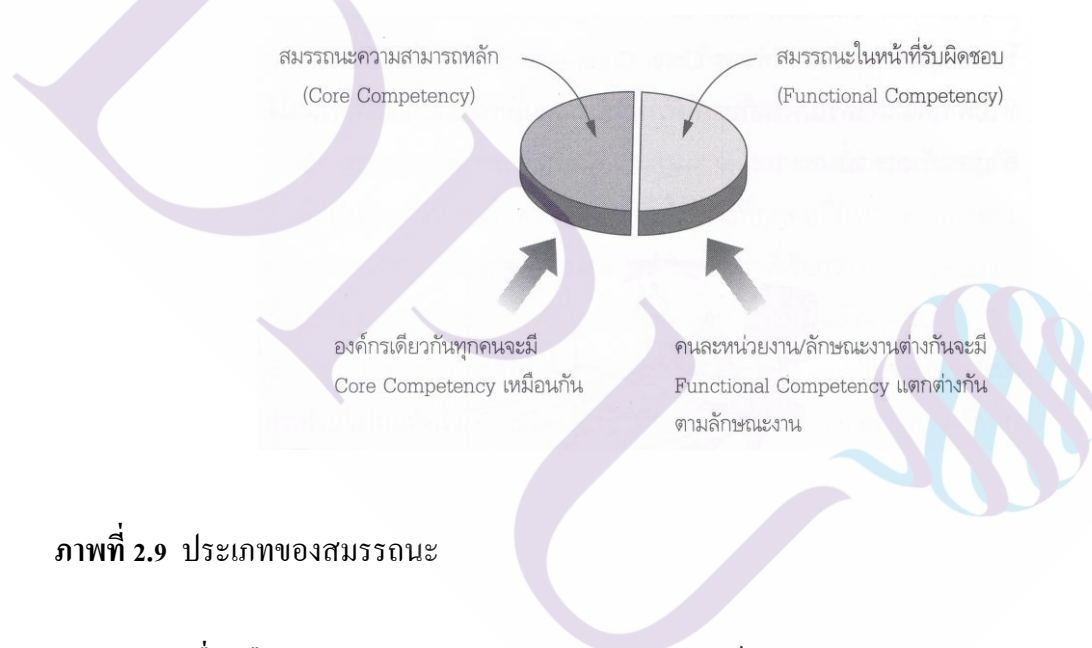 สมรรถนะความสามารถหลัก
(Core Competency)
สมรรถนะในหน้าที่รับผิดชอบ
(Functional Competency)
องค์กรเดียวกันทุกคนจะมี
Core Competency เหมือนกัน
คนละหน่วยงาน/ลักษณะงานต่างกันจะมี
Functional Competency แตกต่างกัน
ตามลักษณะงาน
DPU
ภาพที่ 2.9 ประเภทของสมรรถนะ